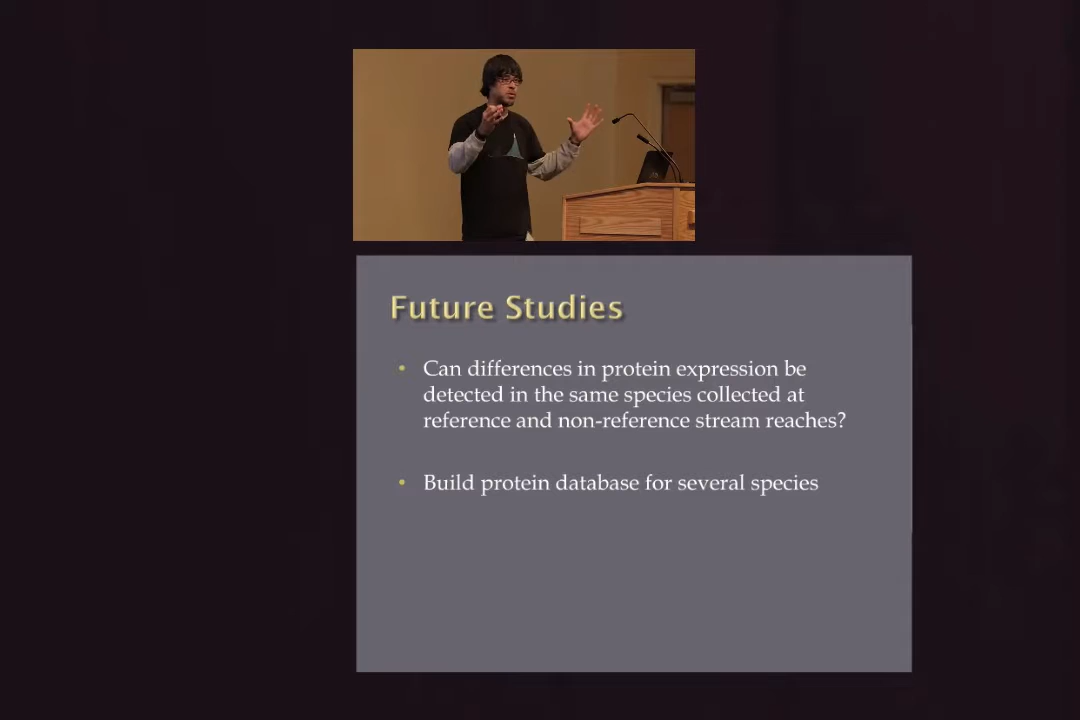 Future Studies
• Can differences in protein expression be
detected in the same species collected at
reference and non-reference stream reaches?
• Build protein database for several species